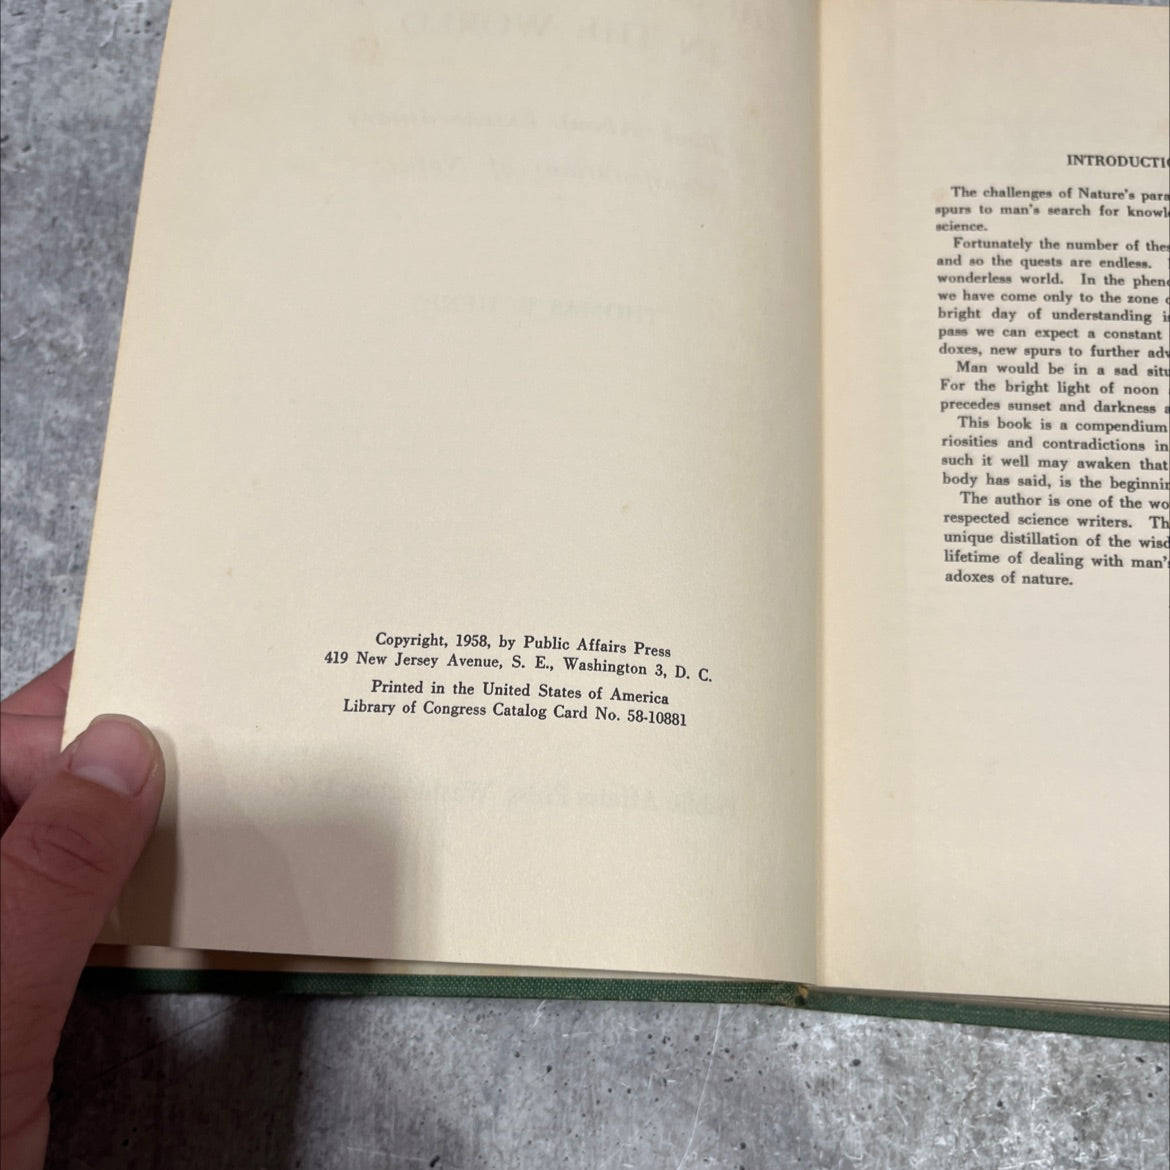 Copyright, 1958, by Public Affairs Press
419 New Jersey Avenue, S. E., Washington 3, D. C.
Printed in the United States of America
Library of Congress Catalog Card No. 58-10881
INTRODUCTI
The challenges of Nature's para
spurs to man's search for knowl
science.
Fortunately the number of thes
and so the quests are endless.
wonderless world. In the phen
we have come only to the zone
bright day of understanding i
pass we can expect a constant
doxes, new spurs to further adv
Man would be in a sad situ
For the bright light of noon
precedes sunset and darkness a
This book is a compendium
riosities and contradictions in
such it well may awaken that
body has said, is the beginnin
The author is one of the wo
respected science writers. Th
unique distillation of the wisd
lifetime of dealing with man's
adoxes of nature.